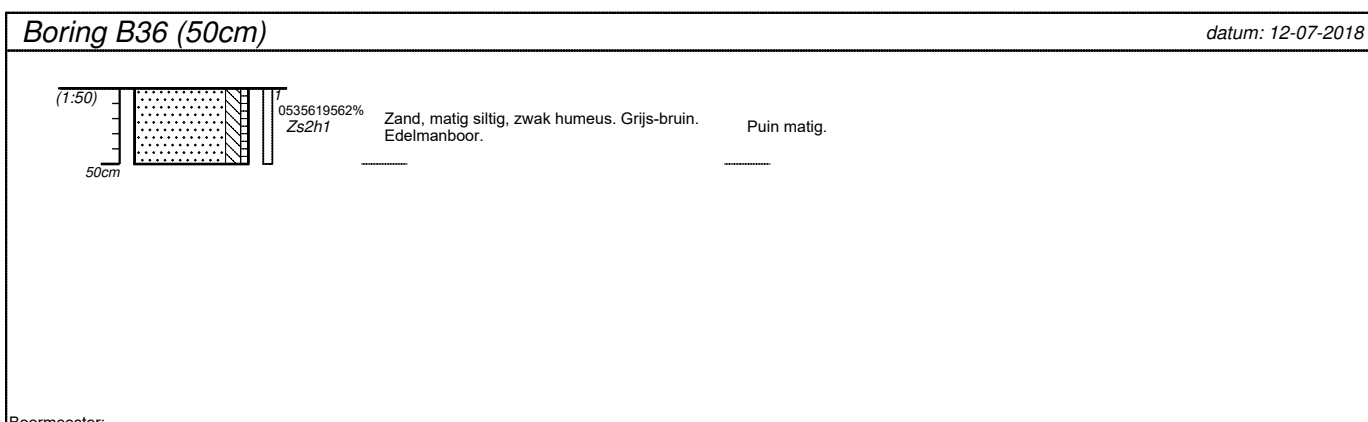 Boring B36 (50cm)
datum: 12-07-2018
(1:50)
1
0535619562%
Zs2h1
Zand, matig siltig, zwak humeus. Grijs-bruin.
Edelmanboor.
Puin matig.
50cm
Boormeester: